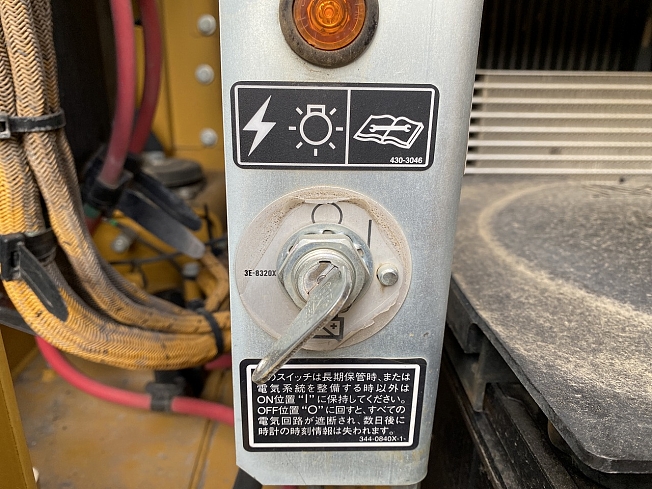 430-3046
O
I
3E-8320X
のスイッチは長期保管時、または
電気系統を整備する時以外は
ON位置“I”に保持してください。
OFF位置“O”に回すと、すべての
電気回路が遮断され、数日後に
時計の時刻情報は失われます。
344-0840X-1-